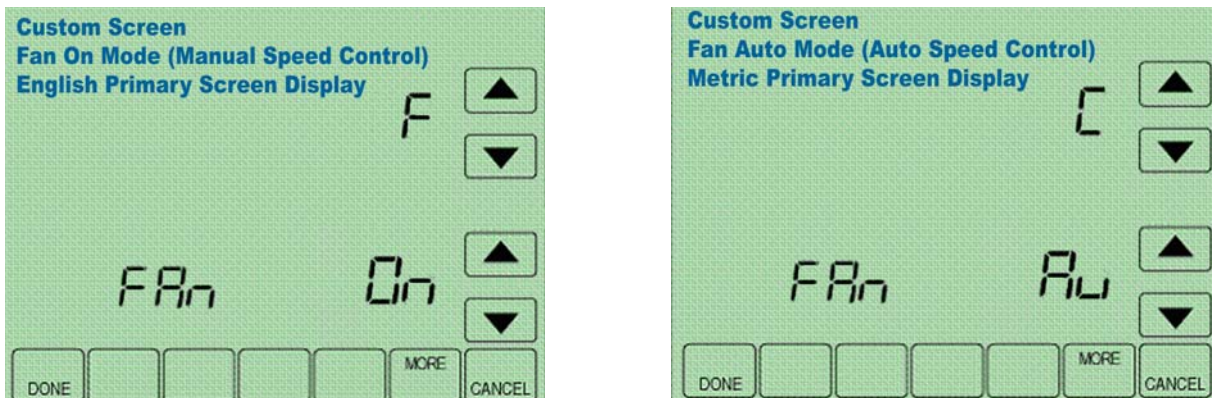 Custom Screen
Fan On Mode (Manual Speed Control)
English Primary Screen Display
F
FAn On
DONE MORE CANCEL
Custom Screen
Fan Auto Mode (Auto Speed Control)
Metric Primary Screen Display
C
FAn Au
DONE MORE CANCEL